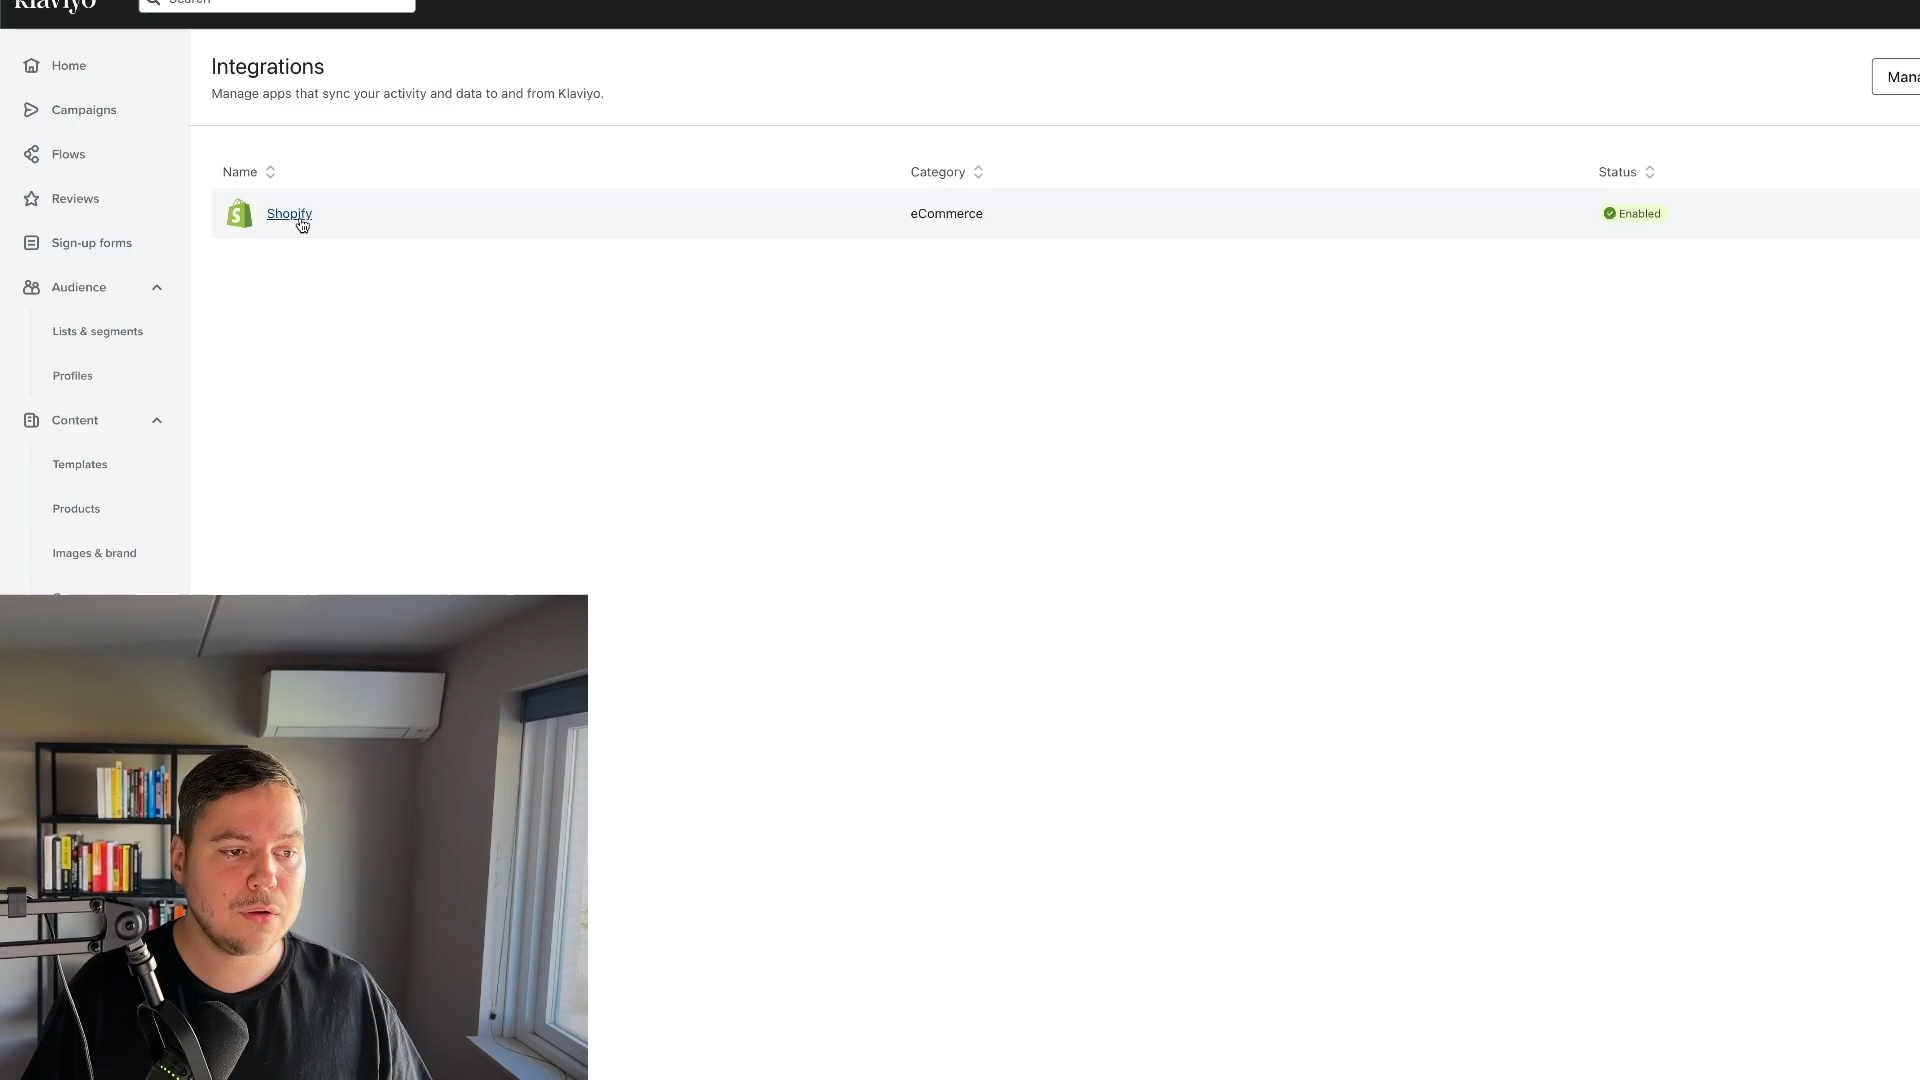 klaviyo
Search
Home
Campaigns
Flows
Reviews
Sign-up forms
Audience
Lists & segments
Profiles
Content
Templates
Products
Images & brand
Integrations
Manage apps that sync your activity and data to and from Klaviyo.
Mana
Name
Category
Status
Shopify
eCommerce
Enabled